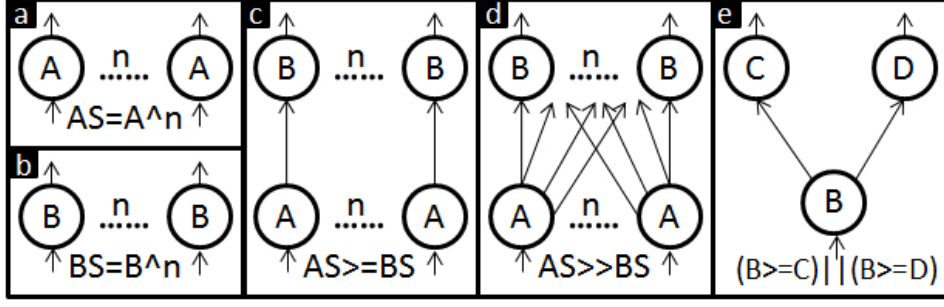 a
A n ...... A
AS=A^n
b
B n ...... B
BS=B^n
c
B n ...... B
A n ...... A
AS>=BS
d
B n ...... B
A n ...... A
AS>>BS
e
C D
B
(B>=C)||(B>=D)